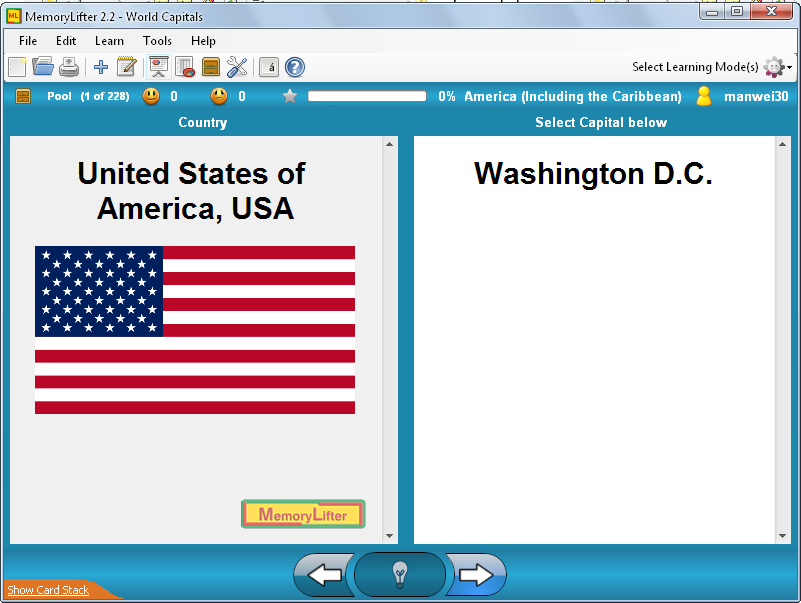 MemoryLifter 2.2 - World Capitals
File Edit Learn Tools Help
á ? Select Learning Mode(s)
Pool (1 of 228) 0 0 0% America (Including the Caribbean) manwei30
Country Select Capital below
United States of
America, USA
Washington D.C.
MemoryLifter
Show Card Stack